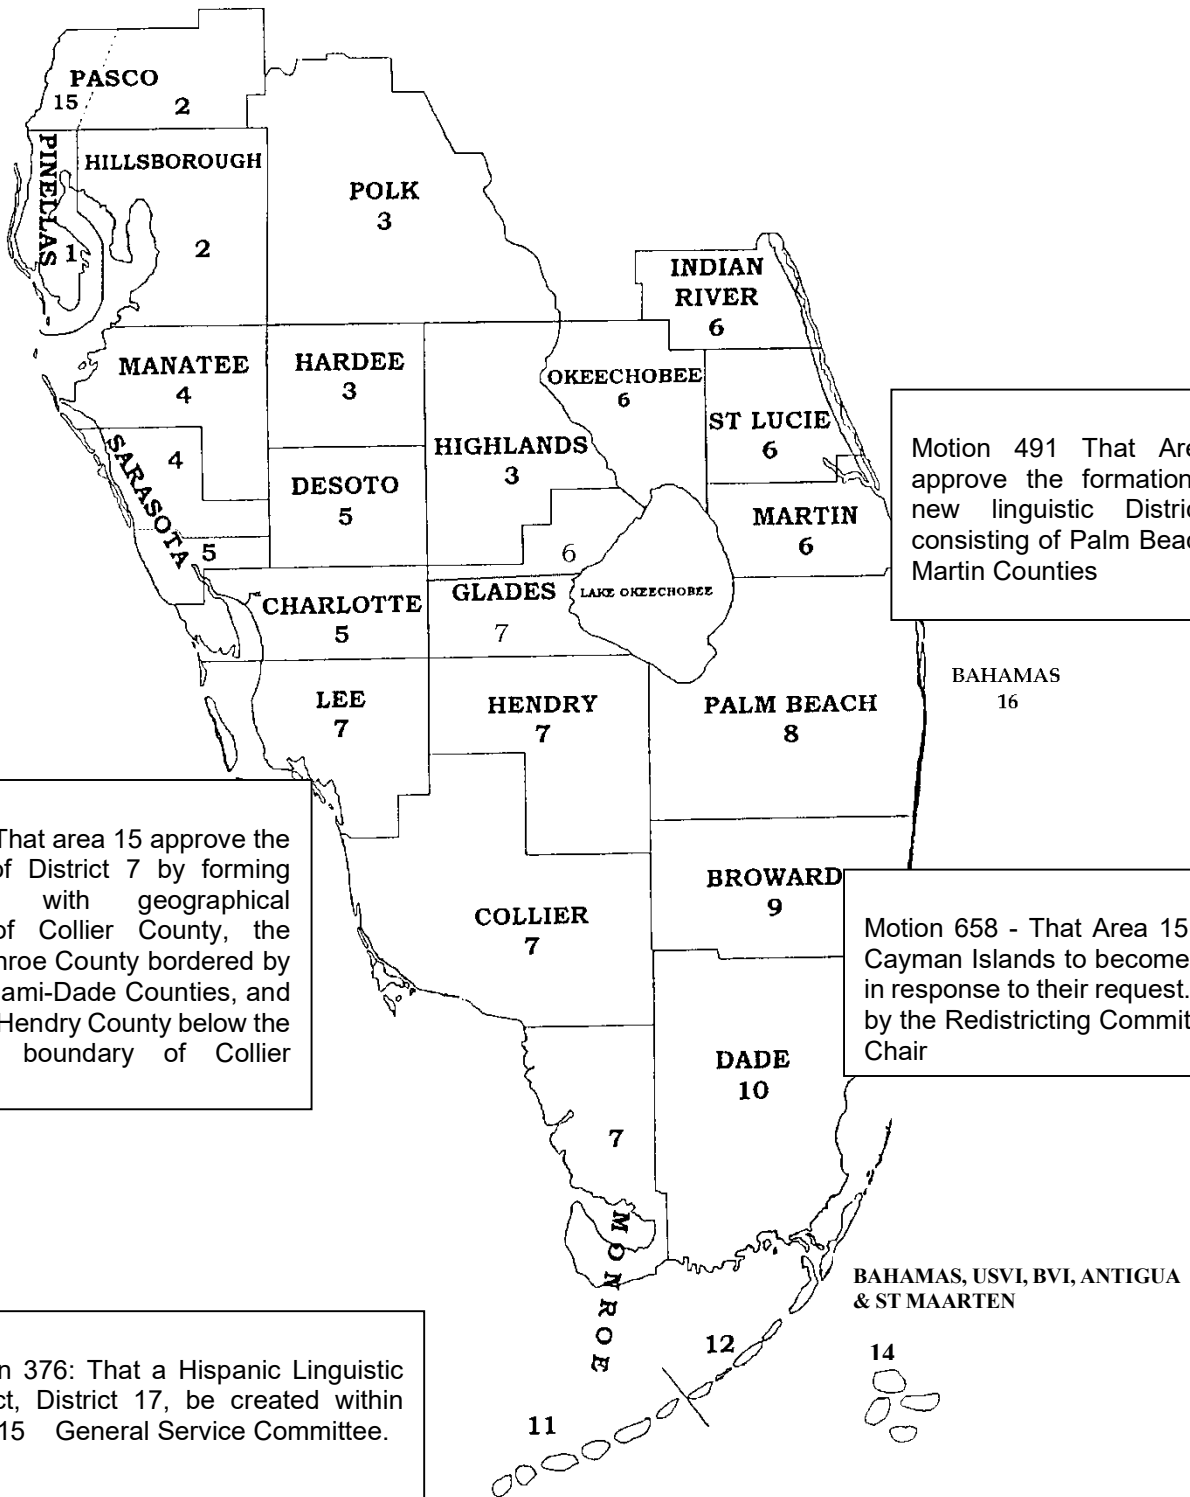 PASCO
15
2
PINELLAS
1
HILLSBOROUGH
2
POLK
3
INDIAN
RIVER
6
MANATEE
4
HARDEE
3
OKEECHOBEE
6
ST LUCIE
6
SARASOTA
4
5
HIGHLANDS
3
DESOTO
5
MARTIN
6
6
CHARLOTTE
5
GLADES
7
LAKE OKEECHOBEE
LEE
7
HENDRY
7
PALM BEACH
8
BAHAMAS
16
COLLIER
7
BROWARD
9
DADE
10
7
MONROE
12
11
BAHAMAS, USVI, BVI, ANTIGUA
& ST MAARTEN
14
Motion 491 That Are
approve the formation
new linguistic Distric
consisting of Palm Beac
Martin Counties
That area 15 approve the
of District 7 by forming
with geographical
of Collier County, the
nroe County bordered by
ami-Dade Counties, and
Hendry County below the
boundary of Collier
Motion 658 - That Area 15
Cayman Islands to become
in response to their request.
by the Redistricting Commit
Chair
n 376: That a Hispanic Linguistic
ct, District 17, be created within
15 General Service Committee.